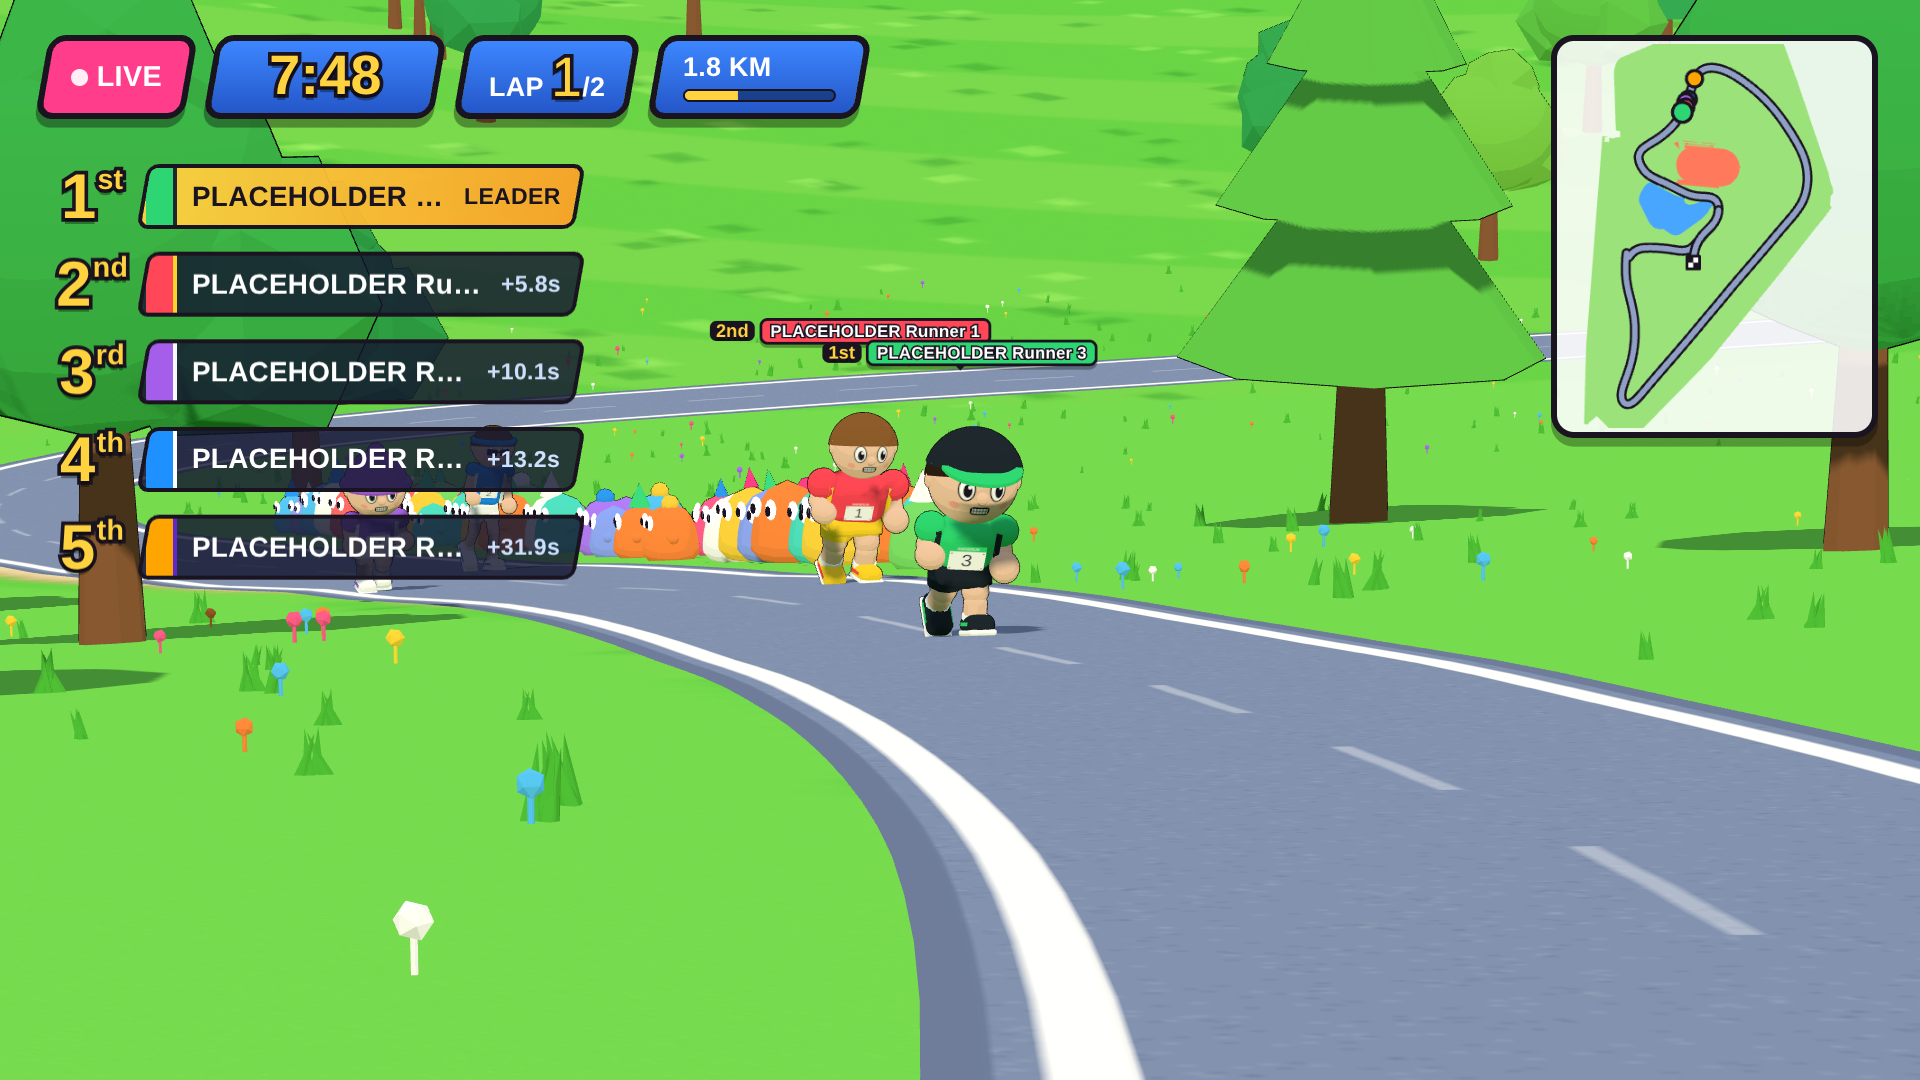 LIVE
7:48
LAP 1/2
1.8 KM
1st PLACEHOLDER ... LEADER
2nd PLACEHOLDER Ru... +5.8s
3rd PLACEHOLDER R... +10.1s
4th PLACEHOLDER R... +13.2s
5th PLACEHOLDER R... +31.9s
2nd PLACEHOLDER Runner 1
1st PLACEHOLDER Runner 3
1
3